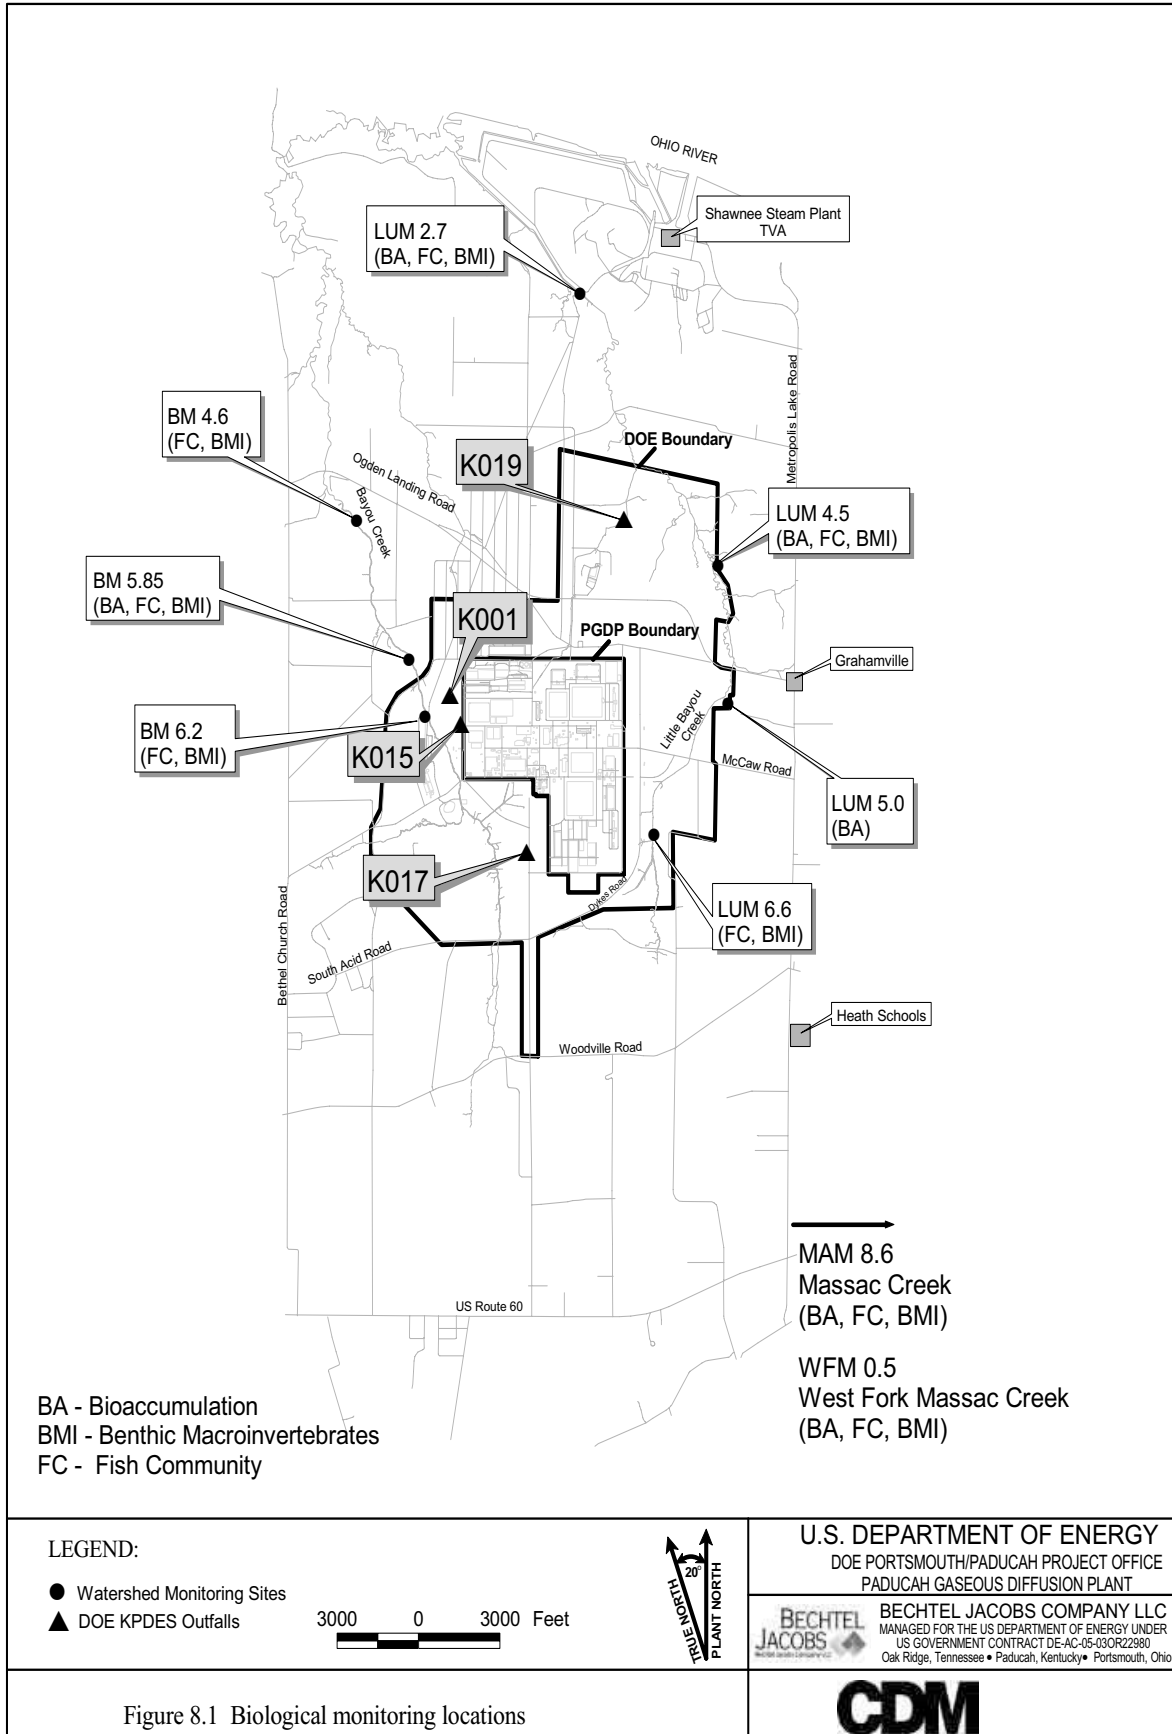 OHIO RIVER
Shawnee Steam Plant
TVA
LUM 2.7
(BA, FC, BMI)
Metropolis Lake Road
BM 4.6
(FC, BMI)
DOE Boundary
K019
Ogden Landing Road
Bayou Creek
LUM 4.5
(BA, FC, BMI)
BM 5.85
(BA, FC, BMI)
K001
PGDP Boundary
Grahamville
Little Bayou
Creek
BM 6.2
(FC, BMI)
K015
McCaw Road
LUM 5.0
(BA)
K017
Dykes Road
LUM 6.6
(FC, BMI)
Bethel Church Road
South Acid Road
Heath Schools
Woodville Road
MAM 8.6
Massac Creek
(BA, FC, BMI)
US Route 60
WFM 0.5
West Fork Massac Creek
(BA, FC, BMI)
BA - Bioaccumulation
BMI - Benthic Macroinvertebrates
FC - Fish Community
LEGEND:
Watershed Monitoring Sites
DOE KPDES Outfalls
3000 0 3000 Feet
20°
TRUE NORTH
PLANT NORTH
U.S. DEPARTMENT OF ENERGY
DOE PORTSMOUTH/PADUCAH PROJECT OFFICE
PADUCAH GASEOUS DIFFUSION PLANT
BECHTEL
JACOBS
BECHTEL JACOBS COMPANY LLC
MANAGED FOR THE US DEPARTMENT OF ENERGY UNDER
US GOVERNMENT CONTRACT DE-AC-05-03OR22980
Oak Ridge, Tennessee • Paducah, Kentucky • Portsmouth, Ohio
Figure 8.1 Biological monitoring locations
CDM